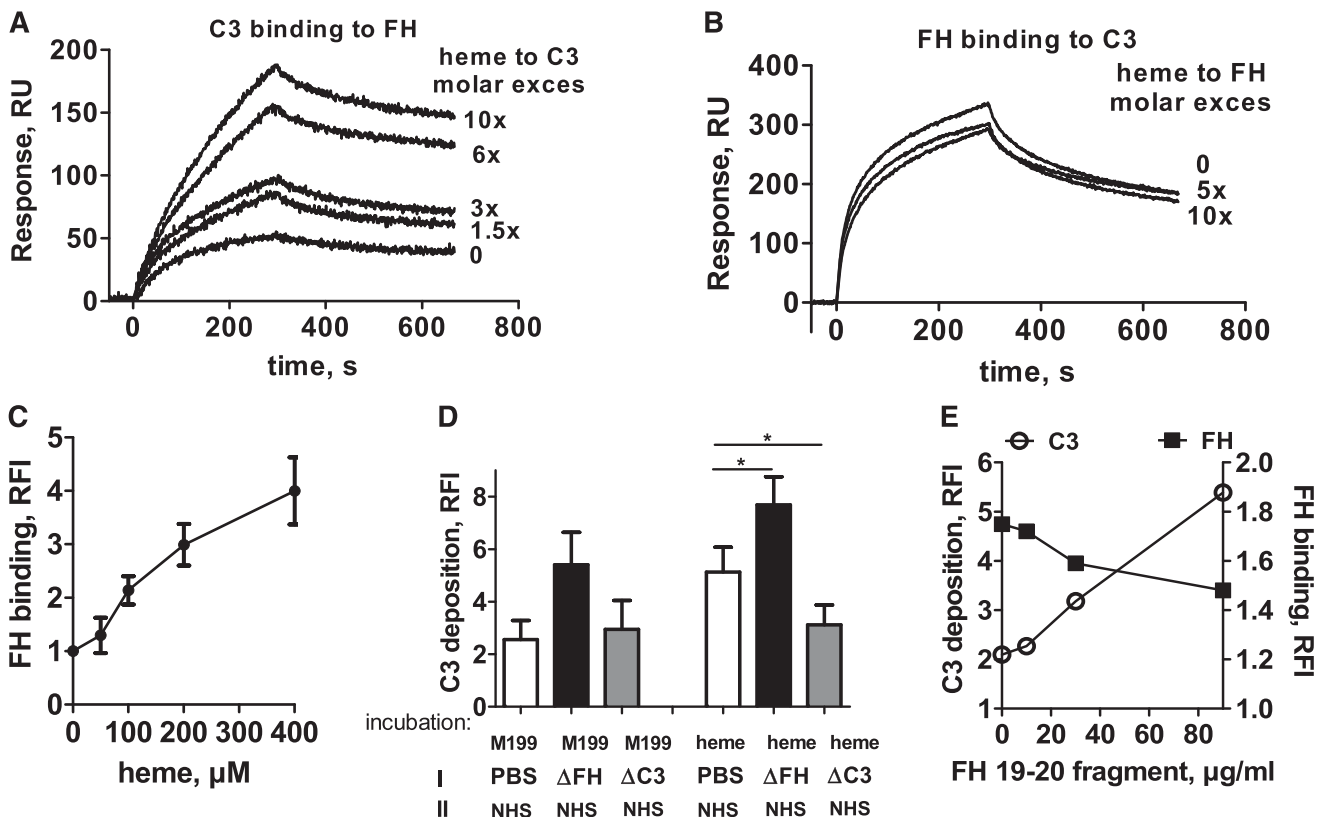 A
C3 binding to FH
heme to C3
molar exces
Response, RU
200
150
100
50
0
10x
6x
3x
1.5x
0
0 200 400 600 800
time, s
B
FH binding to C3
heme to FH
molar exces
Response, RU
400
300
200
100
0
0
5x
10x
0 200 400 600 800
time, s
C
FH binding, RFI
5
4
3
2
1
0
0 100 200 300 400
heme, µM
D
C3 deposition, RFI
8
6
4
2
0
*
*
incubation:
M199 M199 M199 heme heme heme
I PBS ΔFH ΔC3 PBS ΔFH ΔC3
II NHS NHS NHS NHS NHS NHS
E
C3 FH
C3 deposition, RFI
6
5
4
3
2
1
2.0
1.8
1.6
1.4
1.2
1.0
FH binding, RFI
0 20 40 60 80
FH 19-20 fragment, µg/ml